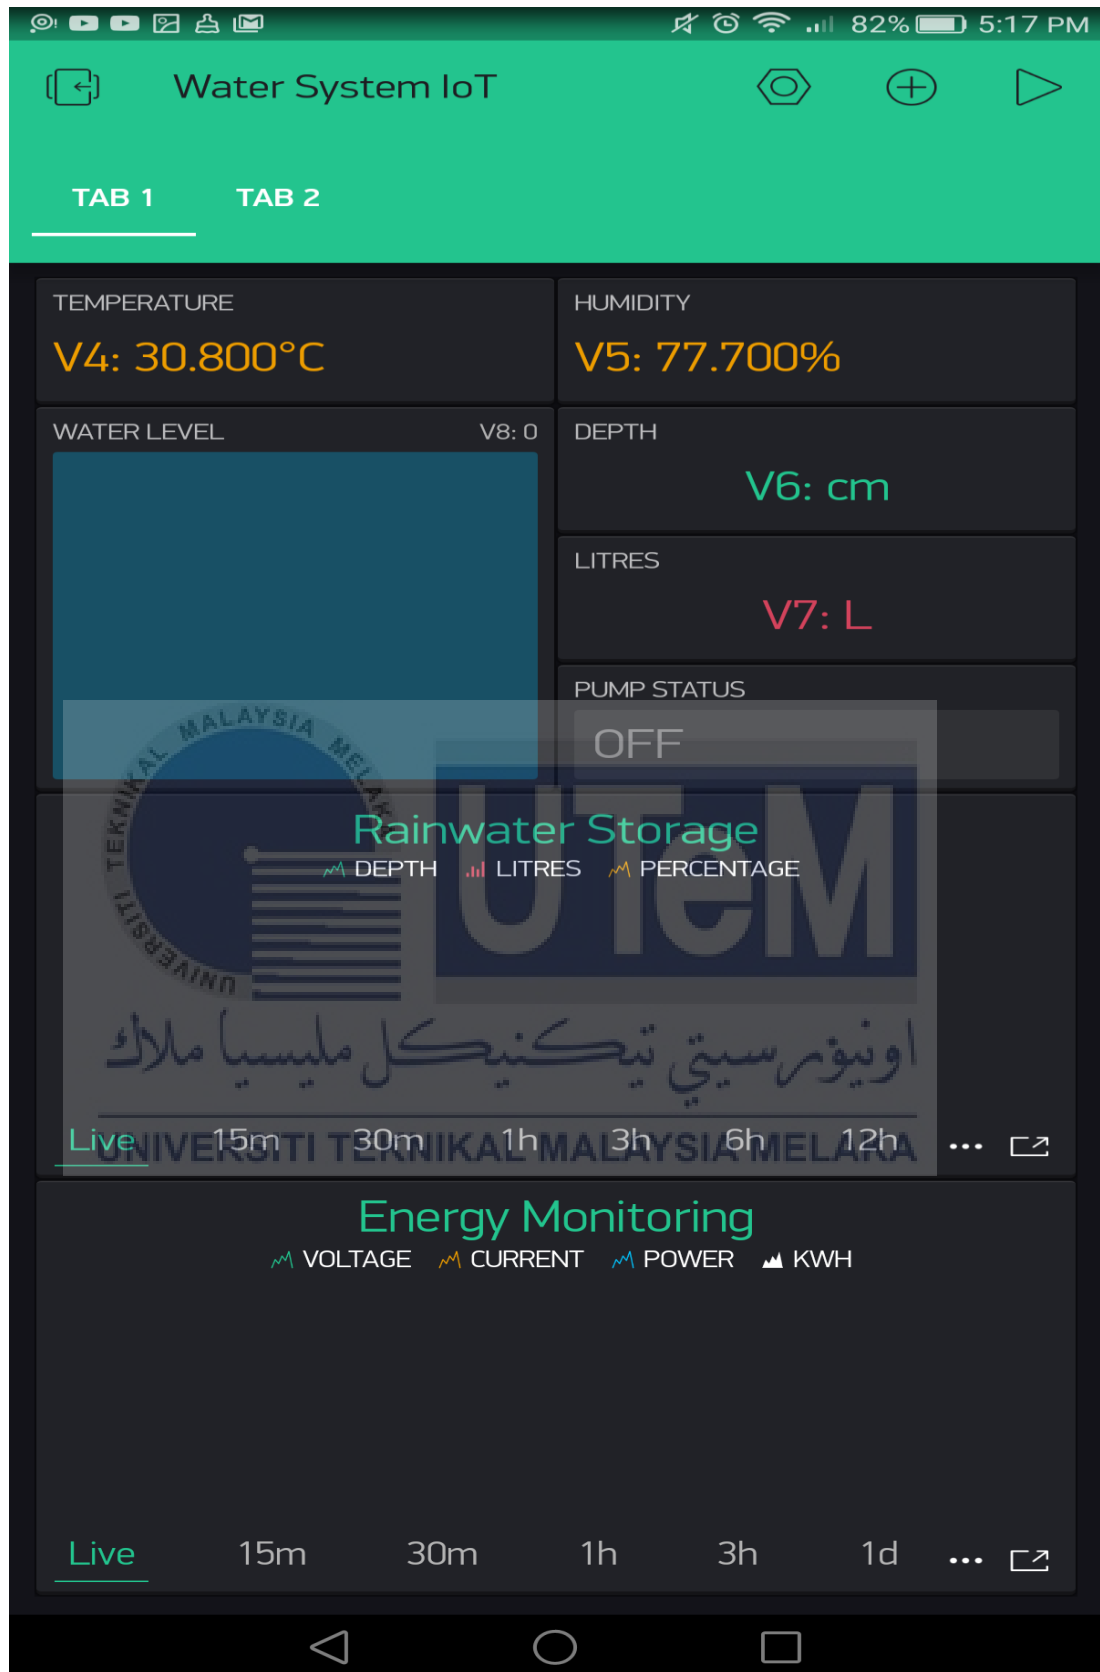 82% 5:17 PM
Water System IoT
TAB 1 TAB 2
TEMPERATURE
V4: 30.800°C
HUMIDITY
V5: 77.700%
WATER LEVEL V8: 0
DEPTH
V6: cm
LITRES
V7: L
PUMP STATUS
OFF
Rainwater Storage
DEPTH LITRES PERCENTAGE
UNIVERSITI TEKNIKAL MALAYSIA MELAKA
UTeM
اونيۏرسيتي تيكنيكل مليسيا ملاك
UNIVERSITI TEKNIKAL MALAYSIA MELAKA
Live 15m 30m 1h 3h 6h 12h ...
Energy Monitoring
VOLTAGE CURRENT POWER KWH
Live 15m 30m 1h 3h 1d ...